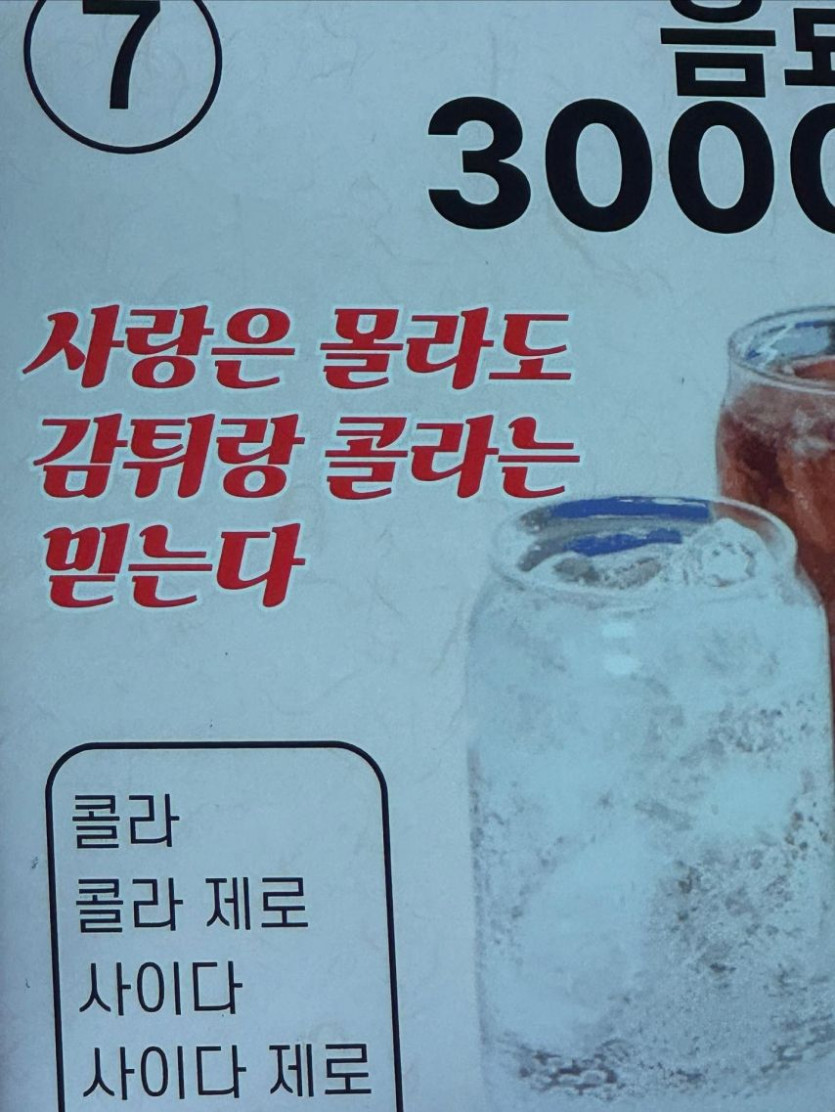 7
3000
사랑은 몰라도
감튀랑 콜라는
믿는다
콜라
콜라 제로
사이다
사이다 제로